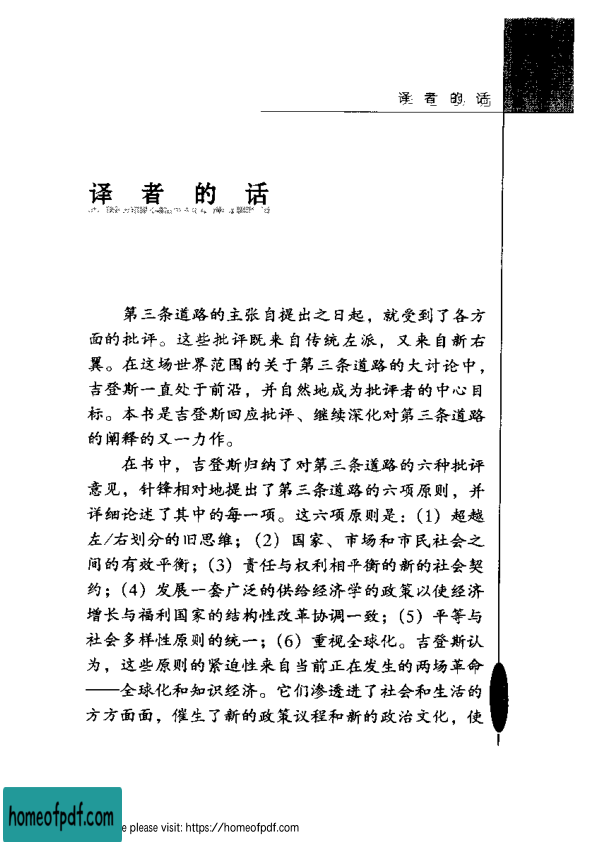 译者的话
译者的话
第三条道路的主张自提出之日起，就受到了各方
面的批评。这些批评既来自传统左派，又来自新右
翼。在这场世界范围的关于第三条道路的大讨论中，
吉登斯一直处于前沿，并自然地成为批评者的中心目
标。本书是吉登斯回应批评、继续深化对第三条道路
的阐释的又一力作。
在书中，吉登斯归纳了对第三条道路的六种批评
意见，针锋相对地提出了第三条道路的六项原则，并
详细论述了其中的每一项。这六项原则是：（1）超越
左/右划分的旧思维；（2）国家、市场和市民社会之
间的有效平衡；（3）责任与权利相平衡的新的社会契
约；（4）发展一套广泛的供给经济学的政策以使经济
增长与福利国家的结构性改革协调一致；（5）平等与
社会多样性原则的统一；（6）重视全球化。吉登斯认
为，这些原则的紧迫性来自当前正在发生的两场革命
——全球化和知识经济。它们渗透进了社会和生活的
方方面面，催生了新的政策议程和新的政治文化，使
homeofpdf.com
e please visit: https://homeofpdf.com